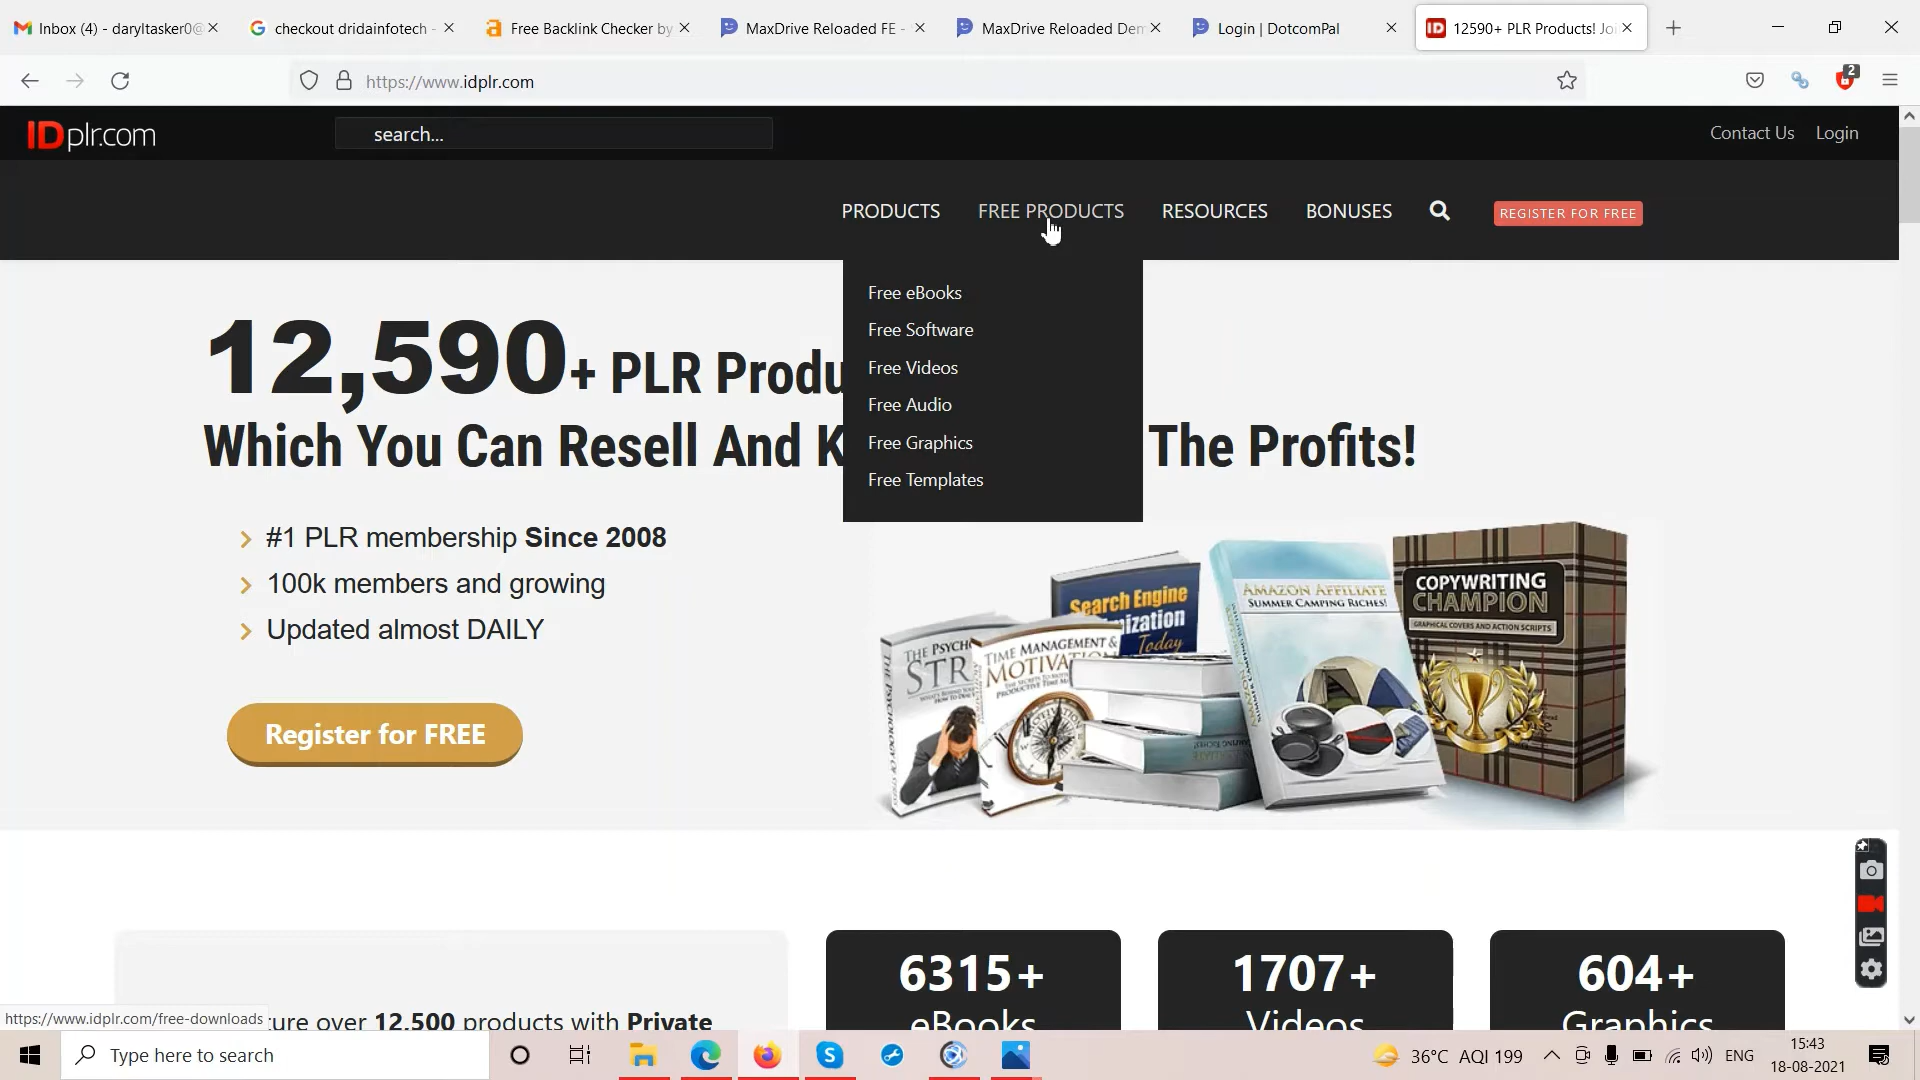 Inbox (4) - daryltasker0@
checkout dridainfotech -
Free Backlink Checker by
MaxDrive Reloaded FE -
MaxDrive Reloaded Dem
Login | DotcomPal
ID
12590+ PLR Products! Joi
https://www.idplr.com
2
IDplr.com
search...
Contact Us
Login
PRODUCTS
FREE PRODUCTS
RESOURCES
BONUSES
REGISTER FOR FREE
Free eBooks
Free Software
Free Videos
Free Audio
Free Graphics
Free Templates
12,590+ PLR Produ
Which You Can Resell And K
The Profits!
#1 PLR membership Since 2008
100k members and growing
Updated almost DAILY
Register for FREE
THE PSYCH
STR
TIME MANAGEMENT &
MOTIVAT
Search Engine
mization
Today
AMAZON AFFILIATE
SUMMER CAMPING RICHES!
COPYWRITING
CHAMPION
GRAPHICAL COVERS AND ACTION SCRIPTS
6315+
eBooks
1707+
Videos
604+
Graphics
ture over 12,500 products with Private
https://www.idplr.com/free-downloads
Type here to search
36°C AQI 199
ENG
15:43
18-08-2021